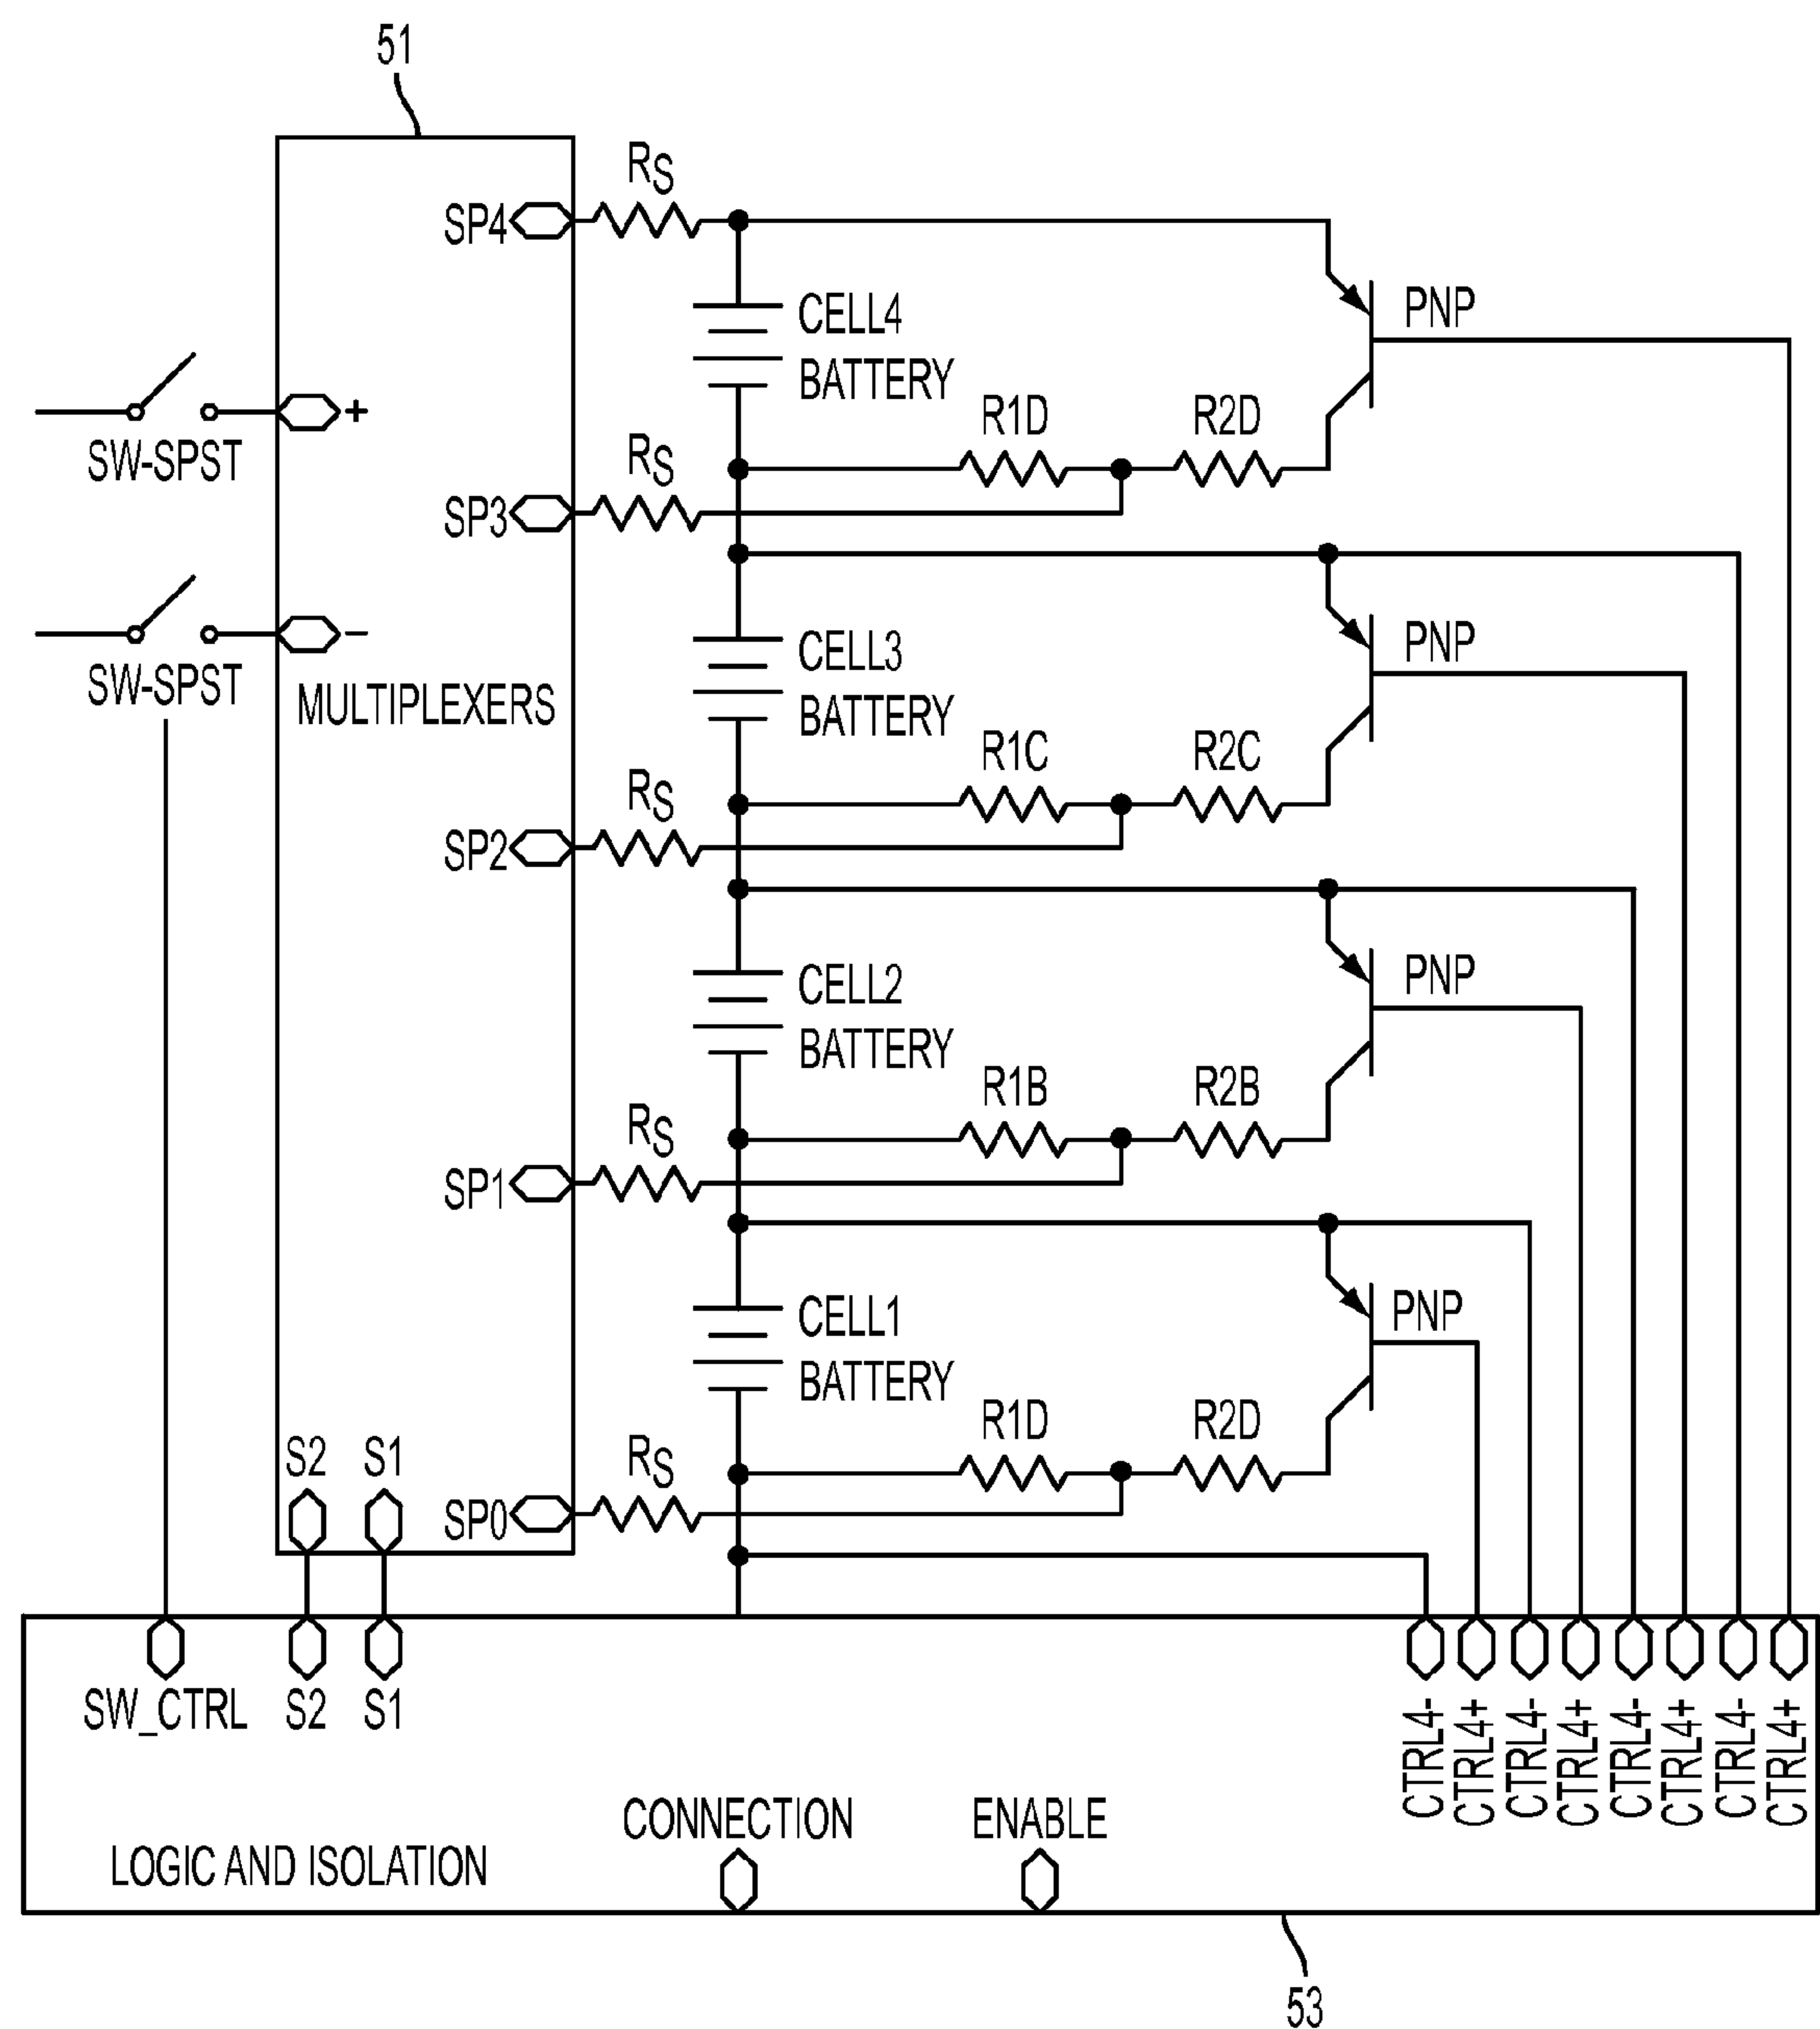 51
RS
SP4
CELL4
BATTERY
PNP
+
SW-SPST
R1D
R2D
RS
SP3
–
SW-SPST
MULTIPLEXERS
CELL3
BATTERY
PNP
R1C
R2C
RS
SP2
CELL2
BATTERY
PNP
R1B
R2B
RS
SP1
CELL1
BATTERY
PNP
R1D
R2D
RS
SP0
S2
S1
SW_CTRL
S2
S1
CTRL4-
CTRL4+
CTRL4-
CTRL4+
CTRL4-
CTRL4+
CTRL4-
CTRL4+
CONNECTION
ENABLE
LOGIC AND ISOLATION
53